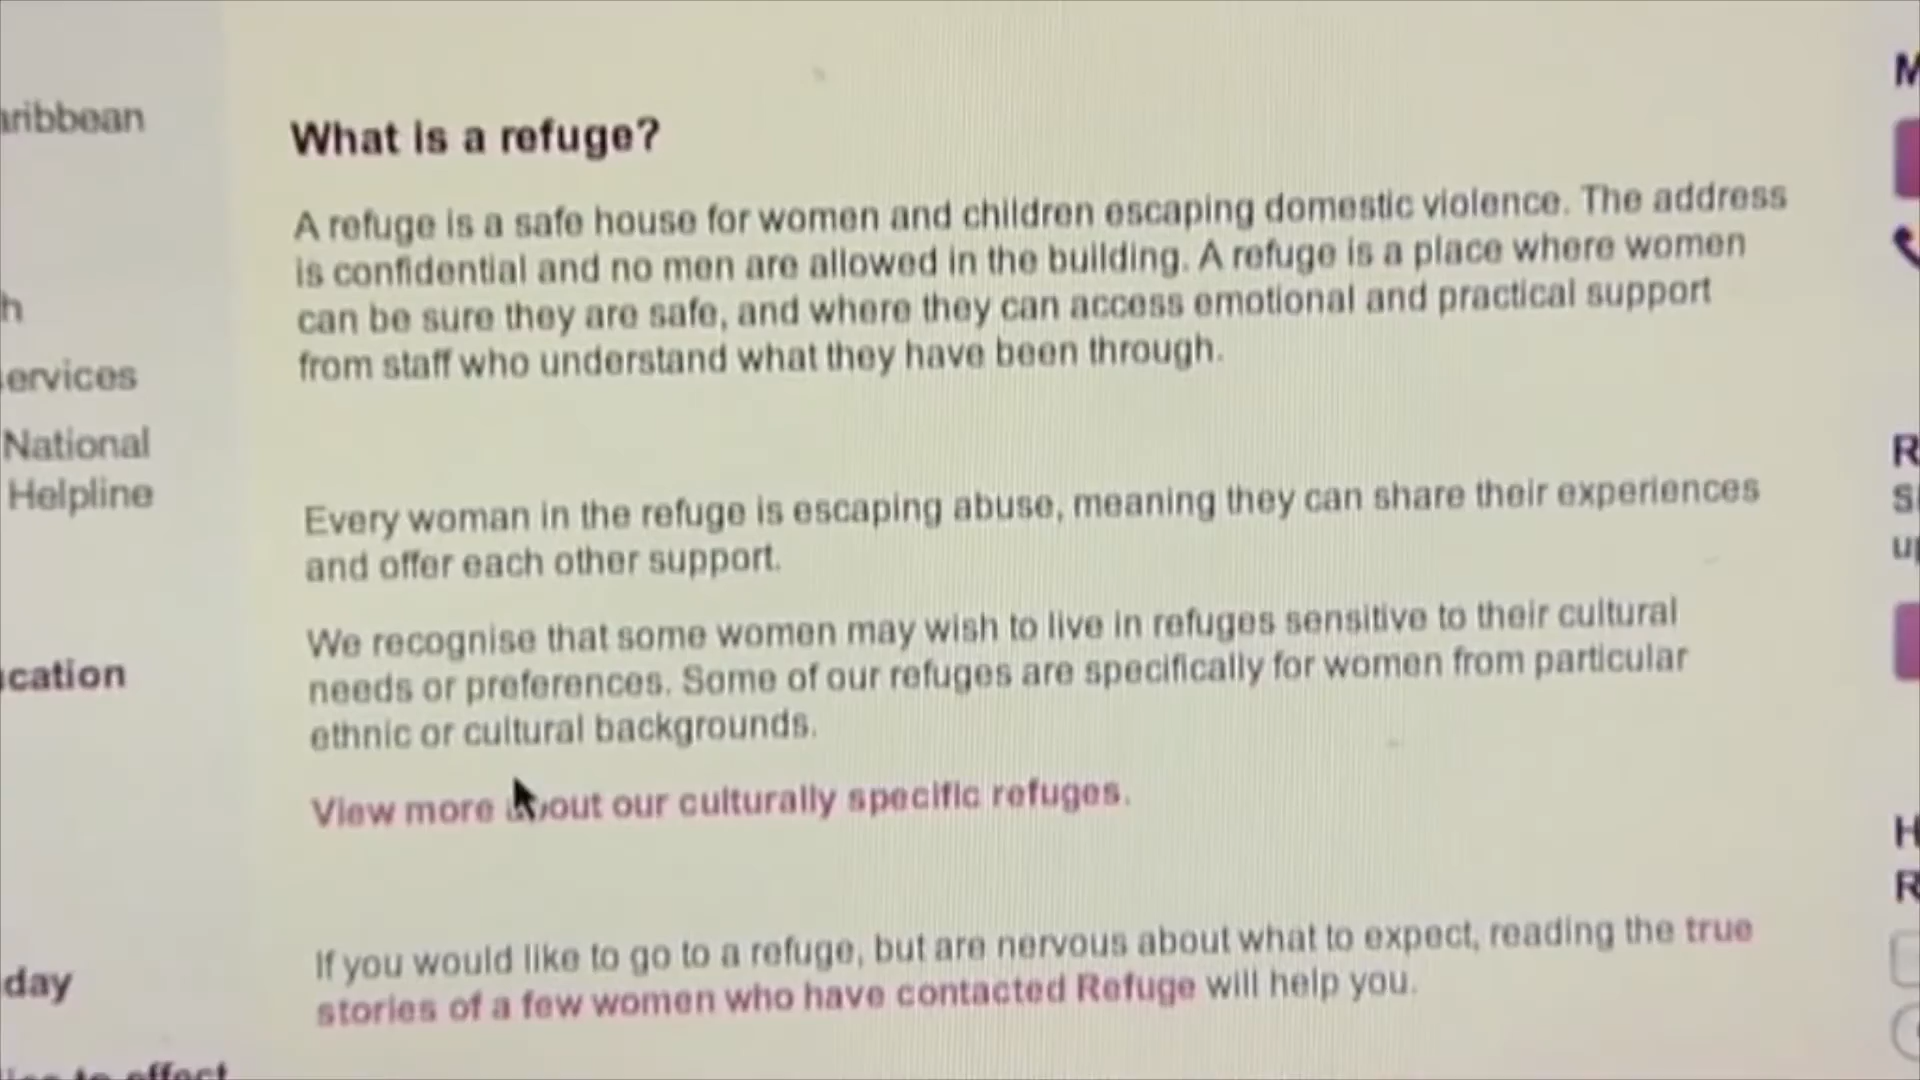 What is a refuge?
A refuge is a safe house for women and children escaping domestic violence. The address
is confidential and no men are allowed in the building. A refuge is a place where women
can be sure they are safe, and where they can access emotional and practical support
from staff who understand what they have been through.
Every woman in the refuge is escaping abuse, meaning they can share their experiences
and offer each other support.
We recognise that some women may wish to live in refuges sensitive to their cultural
needs or preferences. Some of our refuges are specifically for women from particular
ethnic or cultural backgrounds.
View more about our culturally specific refuges.
If you would like to go to a refuge, but are nervous about what to expect, reading the true
stories of a few women who have contacted Refuge will help you.
aribbean
h
ervices
National
Helpline
cation
day
to effect
M
R
up
H
R